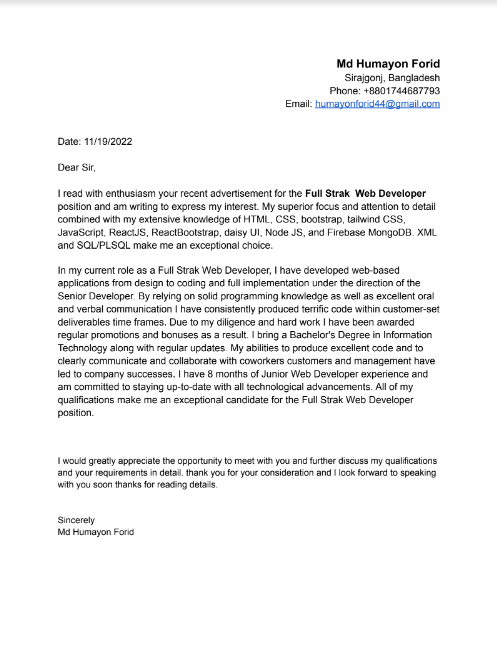 Md Humayon Forid
Sirajgonj, Bangladesh
Phone: +8801744687793
Email: humayonforid44@gmail.com
Date: 11/19/2022
Dear Sir,
I read with enthusiasm your recent advertisement for the Full Strak  Web Developer
position and am writing to express my interest. My superior focus and attention to detail
combined with my extensive knowledge of HTML, CSS, bootstrap, tailwind CSS,
JavaScript, ReactJS, ReactBootstrap, daisy UI, Node JS, and Firebase MongoDB. XML
and SQL/PLSQL make me an exceptional choice.
In my current role as a Full Strak Web Developer, I have developed web-based
applications from design to coding and full implementation under the direction of the
Senior Developer. By relying on solid programming knowledge as well as excellent oral
and verbal communication I have consistently produced terrific code within customer-set
deliverables time frames. Due to my diligence and hard work I have been awarded
regular promotions and bonuses as a result. I bring a Bachelor's Degree in Information
Technology along with regular updates. My abilities to produce excellent code and to
clearly communicate and collaborate with coworkers customers and management have
led to company successes. I have 8 months of Junior Web Developer experience and
am committed to staying up-to-date with all technological advancements. All of my
qualifications make me an exceptional candidate for the Full Strak Web Developer
position.
I would greatly appreciate the opportunity to meet with you and further discuss my qualifications
and your requirements in detail. thank you for your consideration and I look forward to speaking
with you soon thanks for reading details.
Sincerely
Md Humayon Forid